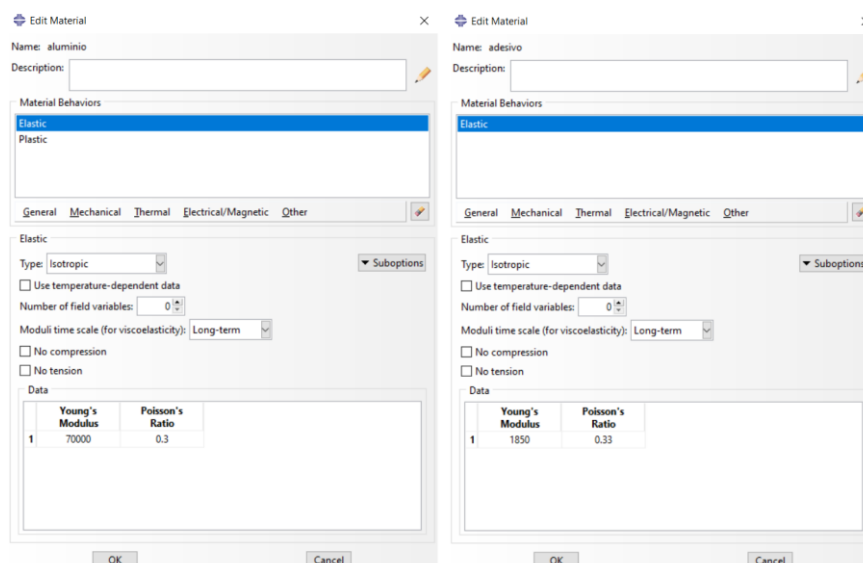 Edit Material
Name: aluminio
Description:
Material Behaviors
Elastic
Plastic
General Mechanical Thermal Electrical/Magnetic Other
Elastic
Type: Isotropic
Suboptions
Use temperature-dependent data
Number of field variables: 0
Moduli time scale (for viscoelasticity): Long-term
No compression
No tension
Data
Young's Modulus Poisson's Ratio
1 70000 0.3
OK Cancel
Edit Material
Name: adesivo
Description:
Material Behaviors
Elastic
General Mechanical Thermal Electrical/Magnetic Other
Elastic
Type: Isotropic
Suboptions
Use temperature-dependent data
Number of field variables: 0
Moduli time scale (for viscoelasticity): Long-term
No compression
No tension
Data
Young's Modulus Poisson's Ratio
1 1850 0.33
OK Cancel